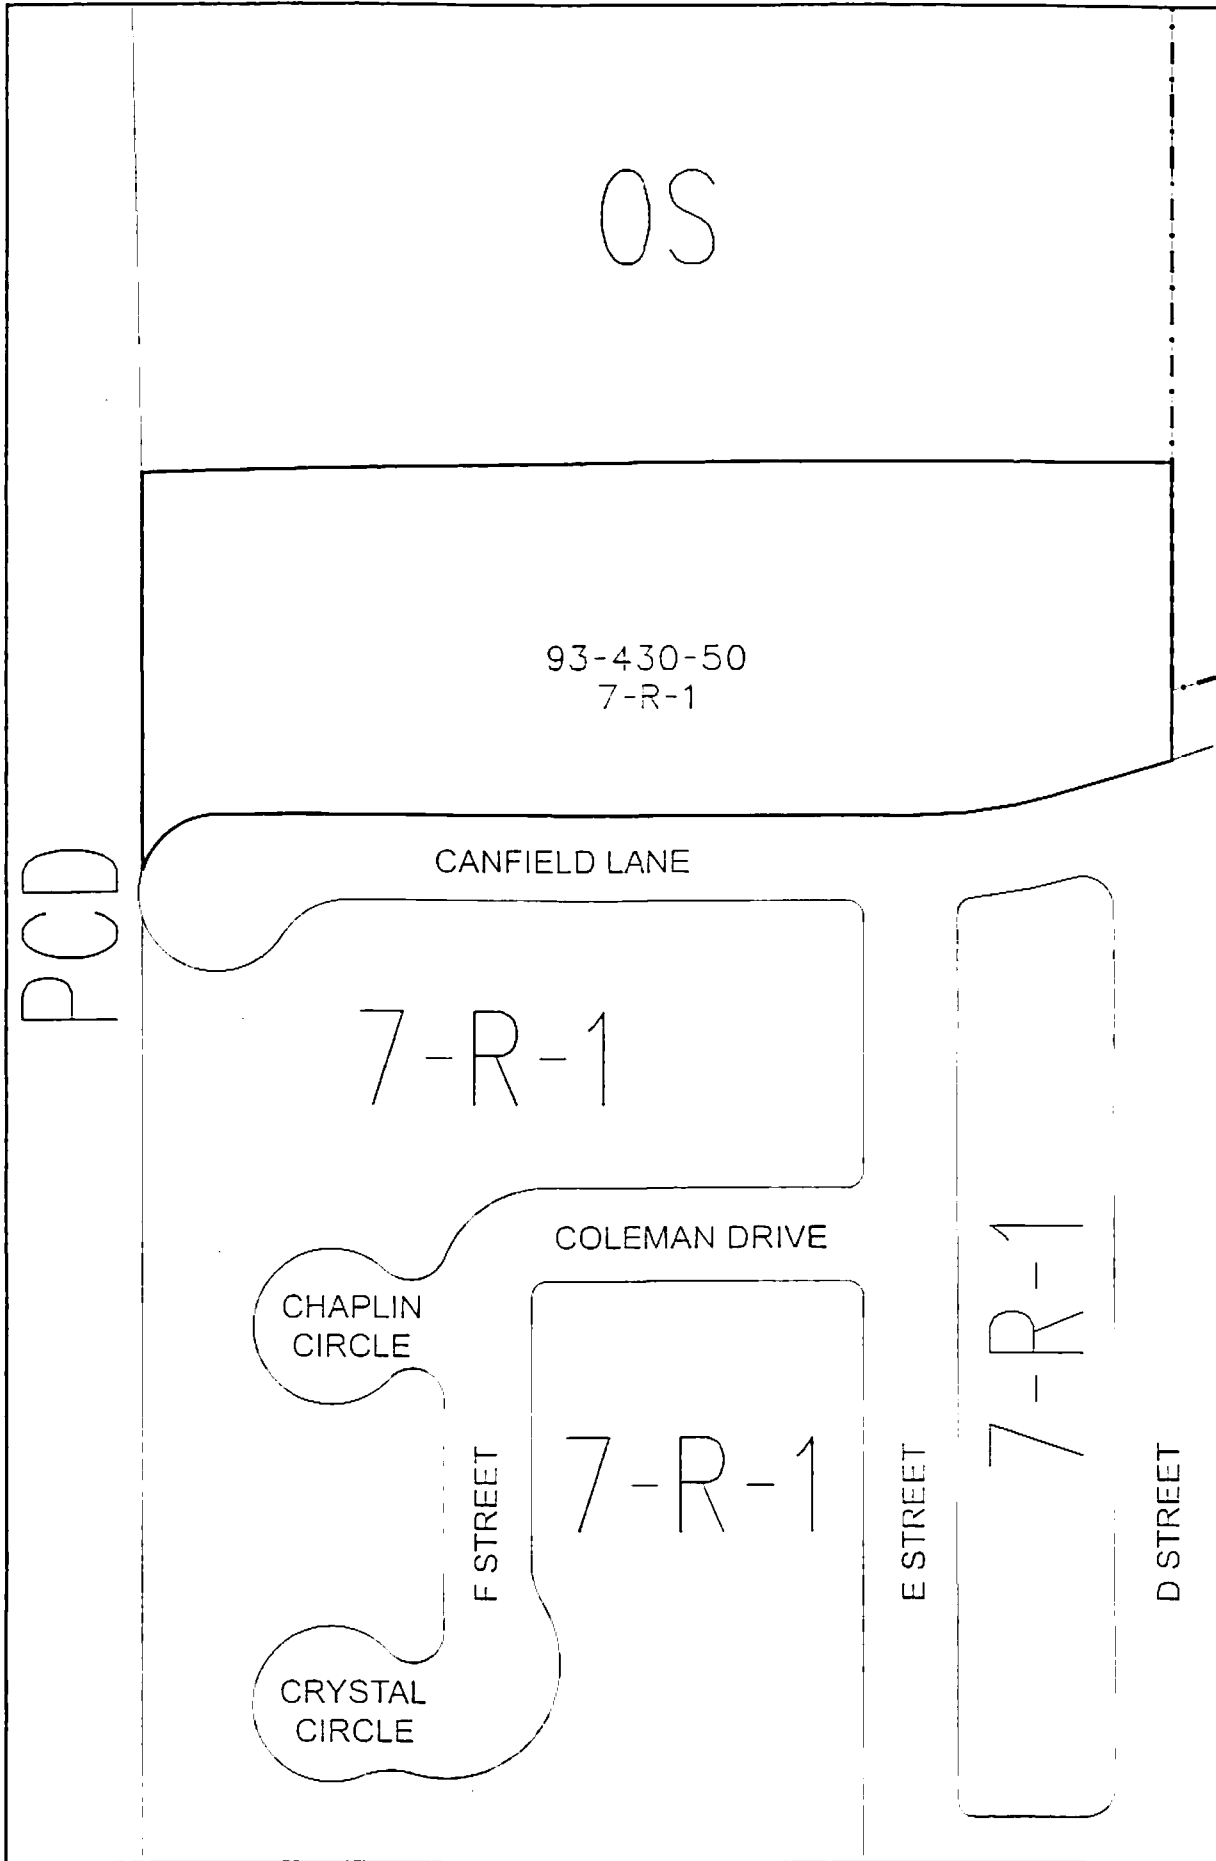 OS
93-430-50
7-R-1
PCD
CANFIELD LANE
7-R-1
COLEMAN DRIVE
CHAPLIN
CIRCLE
7-R-1
7-R-1
F STREET
E STREET
D STREET
CRYSTAL
CIRCLE